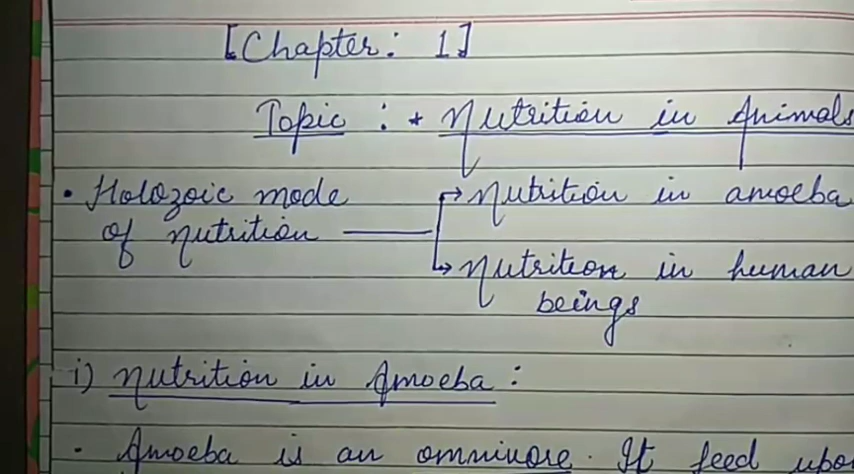 [Chapter: 1]
Topic : * Nutrition in Animals
• Holozoic mode → Nutrition in amoeba
of nutrition → Nutrition in human
beings
i) Nutrition in Amoeba :
• Amoeba is an omnivore. It feed upon